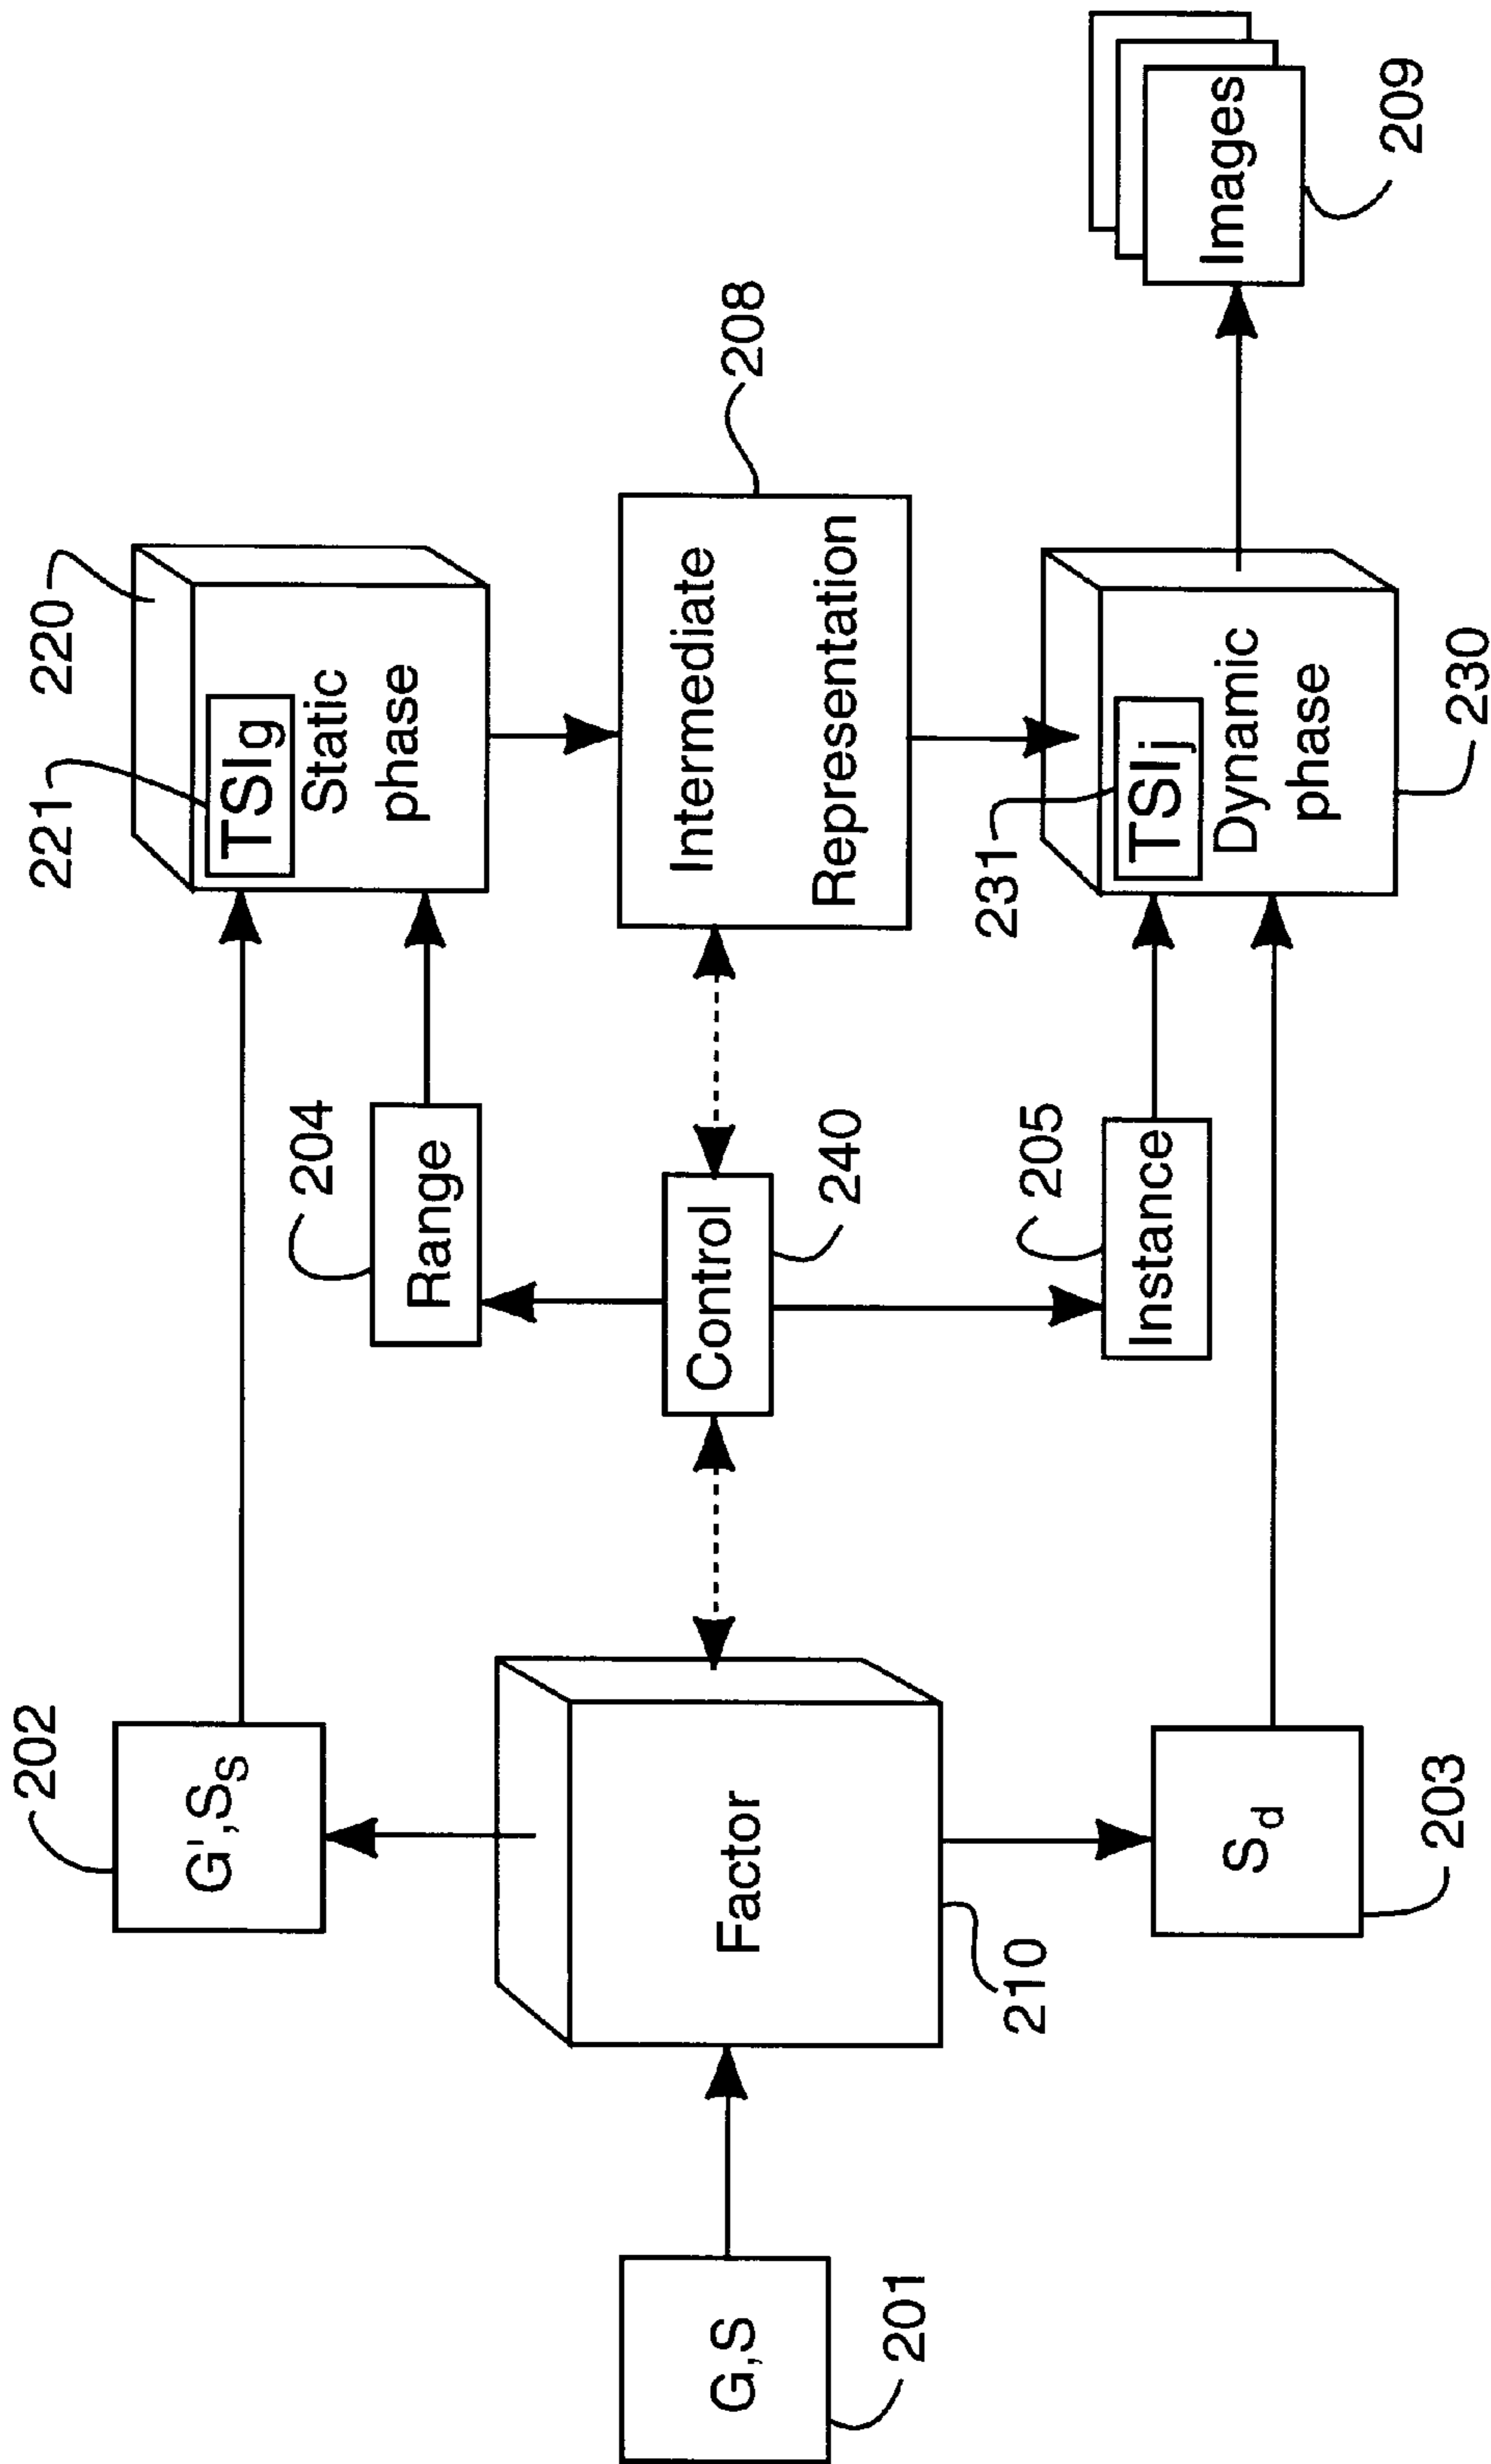 202
G',Ss
221
220
TSIg
Static
phase
204
Range
G,S
201
Factor
210
Control
240
Intermediate
Representation
208
Sd
203
205
Instance
231
TSIj
Dynamic
phase
230
Images
209